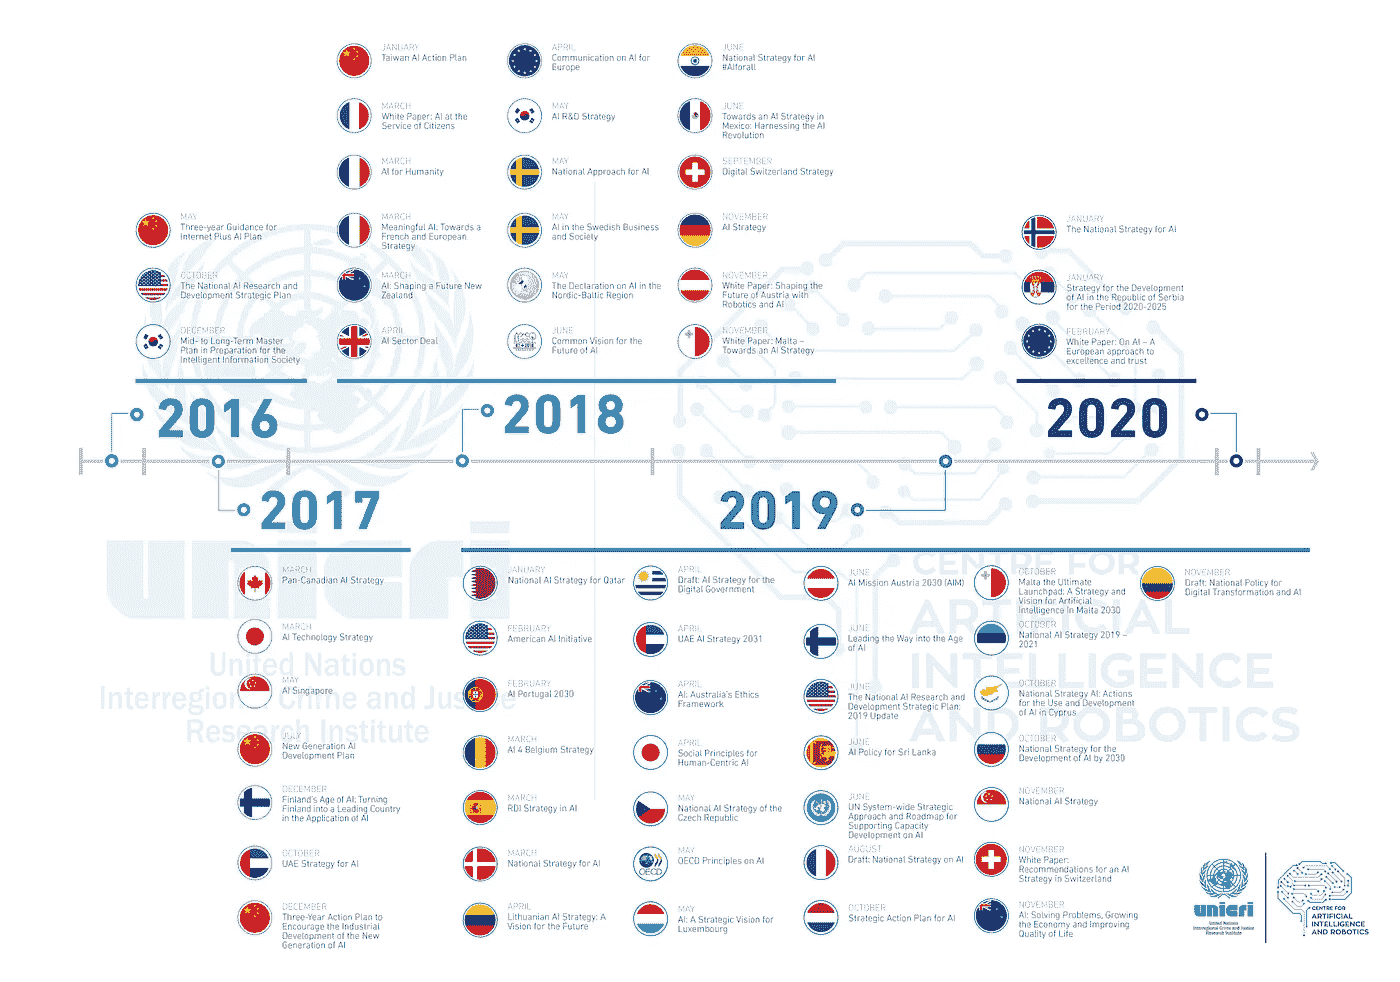 JANUARY
Taiwan AI Action Plan
MARCH
White Paper: AI at the
Service of Citizens
MARCH
AI for Humanity
MARCH
Meaningful AI: Towards a
French and European
Strategy
MARCH
AI: Shaping a Future New
Zealand
APRIL
AI Sector Deal
APRIL
Communication on AI for
Europe
MAY
AI R&D Strategy
MAY
National Approach for AI
MAY
AI in the Swedish Business
and Society
MAY
The Declaration on AI in the
Nordic-Baltic Region
JUNE
Common Vision for the
Future of AI
JUNE
National Strategy for AI
#AIforall
JUNE
Towards an AI Strategy in
Mexico: Harnessing the AI
Revolution
SEPTEMBER
Digital Switzerland Strategy
NOVEMBER
AI Strategy
NOVEMBER
White Paper: Shaping the
Future of Austria with
Robotics and AI
NOVEMBER
White Paper: Malta –
Towards an AI Strategy
MAY
Three-year Guidance for
Internet Plus AI Plan
OCTOBER
The National AI Research and
Development Strategic Plan
DECEMBER
Mid- to Long-Term Master
Plan in Preparation for the
Intelligent Information Society
JANUARY
The National Strategy for AI
JANUARY
Strategy for the Development
of AI in the Republic of Serbia
for the Period 2020-2025
FEBRUARY
White Paper: On AI – A
European approach to
excellence and trust
2016
2018
2020
2017
2019
MARCH
Pan-Canadian AI Strategy
MARCH
AI Technology Strategy
MAY
AI Singapore
JULY
New Generation AI
Development Plan
DECEMBER
Finland's Age of AI: Turning
Finland into a Leading Country
in the Application of AI
OCTOBER
UAE Strategy for AI
DECEMBER
Three-Year Action Plan to
Encourage the Industrial
Development of the New
Generation of AI
JANUARY
National AI Strategy for Qatar
FEBRUARY
American AI Initiative
FEBRUARY
AI Portugal 2030
MARCH
AI 4 Belgium Strategy
MARCH
RDI Strategy in AI
MARCH
National Strategy for AI
APRIL
Lithuanian AI Strategy: A
Vision for the Future
APRIL
Draft: AI Strategy for the
Digital Government
APRIL
UAE AI Strategy 2031
APRIL
AI: Australia's Ethics
Framework
APRIL
Social Principles for
Human-Centric AI
MAY
National AI Strategy of the
Czech Republic
MAY
OECD Principles on AI
OECD
MAY
AI: A Strategic Vision for
Luxembourg
JUNE
AI Mission Austria 2030 (AIM)
JUNE
Leading the Way into the Age
of AI
JUNE
The National AI Research and
Development Strategic Plan:
2019 Update
JUNE
AI Policy for Sri Lanka
JUNE
UN System-wide Strategic
Approach and Roadmap for
Supporting Capacity
Development on AI
AUGUST
Draft: National Strategy on AI
OCTOBER
Strategic Action Plan for AI
OCTOBER
Malta the Ultimate
Launchpad: A Strategy and
Vision for Artificial
Intelligence in Malta 2030
OCTOBER
National AI Strategy 2019 –
2021
OCTOBER
National Strategy AI: Actions
for the Use and Development
of AI in Cyprus
OCTOBER
National Strategy for the
Development of AI by 2030
NOVEMBER
National AI Strategy
NOVEMBER
White Paper:
Recommendations for an AI
Strategy in Switzerland
NOVEMBER
AI: Solving Problems, Growing
the Economy and Improving
Quality of Life
NOVEMBER
Draft: National Policy for
Digital Transformation and AI
unicri
United Nations
Interregional Crime and Justice
Research Institute
CENTRE FOR
ARTIFICIAL
INTELLIGENCE
AND ROBOTICS
unicri
United Nations
Interregional Crime and Justice
Research Institute
CENTRE FOR
ARTIFICIAL
INTELLIGENCE
AND ROBOTICS